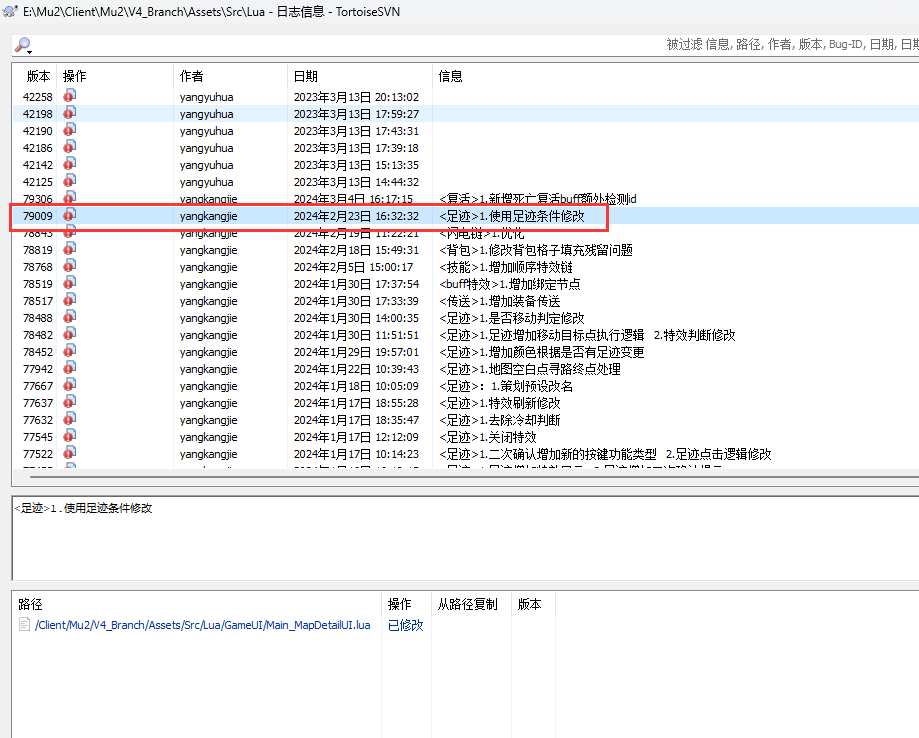 E:\Mu2\Client\Mu2\V4_Branch\Assets\Src\Lua - 日志信息 - TortoiseSVN
被过滤 信息, 路径, 作者, 版本, Bug-ID, 日期, 日期
版本 操作 作者 日期 信息
42258 yangyuhua 2023年3月13日 20:13:02
42198 yangyuhua 2023年3月13日 17:59:27
42190 yangyuhua 2023年3月13日 17:43:31
42186 yangyuhua 2023年3月13日 17:39:18
42142 yangyuhua 2023年3月13日 15:13:35
42125 yangyuhua 2023年3月13日 14:44:32
79306 yangkangjie 2024年3月4日 16:17:15 <复活>1.新增死亡复活buff额外检测id
79009 yangkangjie 2024年2月23日 16:32:32 <足迹>1.使用足迹条件修改
78843 yangkangjie 2024年2月19日 11:22:21 <闪电链>1.优化
78819 yangkangjie 2024年2月18日 15:49:31 <背包>1.修改背包格子填充残留问题
78768 yangkangjie 2024年2月5日 15:00:17 <技能>1.增加顺序特效链
78519 yangkangjie 2024年1月30日 17:37:54 <buff特效>1.增加绑定节点
78517 yangkangjie 2024年1月30日 17:33:39 <传送>1.增加装备传送
78488 yangkangjie 2024年1月30日 14:00:35 <足迹>1.是否移动判定修改
78482 yangkangjie 2024年1月30日 11:51:51 <足迹>1.足迹增加移动目标点执行逻辑 2.特效判断修改
78452 yangkangjie 2024年1月29日 19:57:01 <足迹>1.增加颜色根据是否有足迹变更
77942 yangkangjie 2024年1月22日 10:39:43 <足迹>1.地图空白点寻路终点处理
77667 yangkangjie 2024年1月18日 10:05:09 <足迹>：1.策划预设改名
77637 yangkangjie 2024年1月17日 18:55:28 <足迹>1.特效刷新修改
77632 yangkangjie 2024年1月17日 18:35:47 <足迹>1.去除冷却判断
77545 yangkangjie 2024年1月17日 12:12:09 <足迹>1.关闭特效
77522 yangkangjie 2024年1月17日 10:14:23 <足迹>1.二次确认增加新的按键功能类型 2.足迹点击逻辑修改
<足迹>1.使用足迹条件修改
路径 操作 从路径复制 版本
/Client/Mu2/V4_Branch/Assets/Src/Lua/GameUI/Main_MapDetailUI.lua 已修改